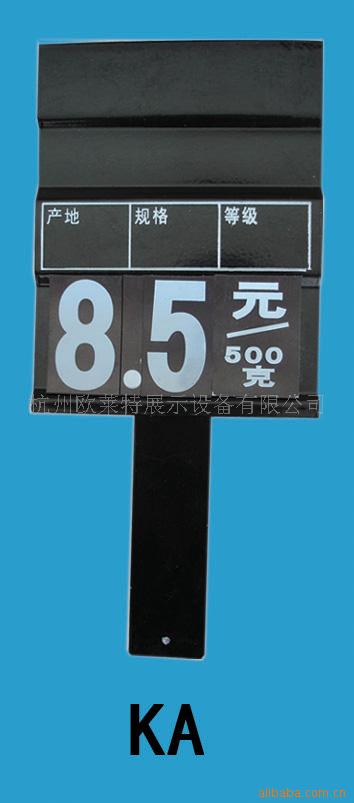 产地 规格 等级
8.5 元/500克
杭州欧莱特展示设备有限公司
KA
alibaba.com.cn